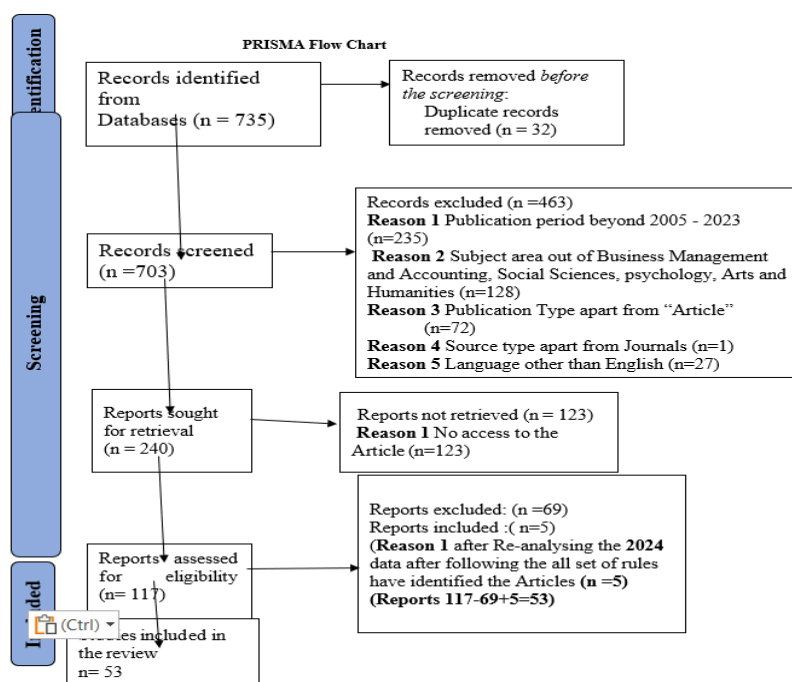 PRISMA Flow Chart
Records identified
from
Databases (n = 735)
Records removed before
the screening:
Duplicate records
removed (n = 32)
Records screened
(n =703)
Records excluded (n =463)
Reason 1 Publication period beyond 2005 - 2023
(n=235)
Reason 2 Subject area out of Business Management
and Accounting, Social Sciences, psychology, Arts and
Humanities (n=128)
Reason 3 Publication Type apart from “Article”
(n=72)
Reason 4 Source type apart from Journals (n=1)
Reason 5 Language other than English (n=27)
Screening
Reports sought
for retrieval
(n = 240)
Reports not retrieved (n = 123)
Reason 1 No access to the
Article (n=123)
Reports assessed
for eligibility
(n= 117)
Reports excluded: (n =69)
Reports included :( n=5)
(Reason 1 after Re-analysing the 2024
data after following the all set of rules
have identified the Articles (n =5)
(Reports 117-69+5=53)
(Ctrl)
included in the
the review
n= 53